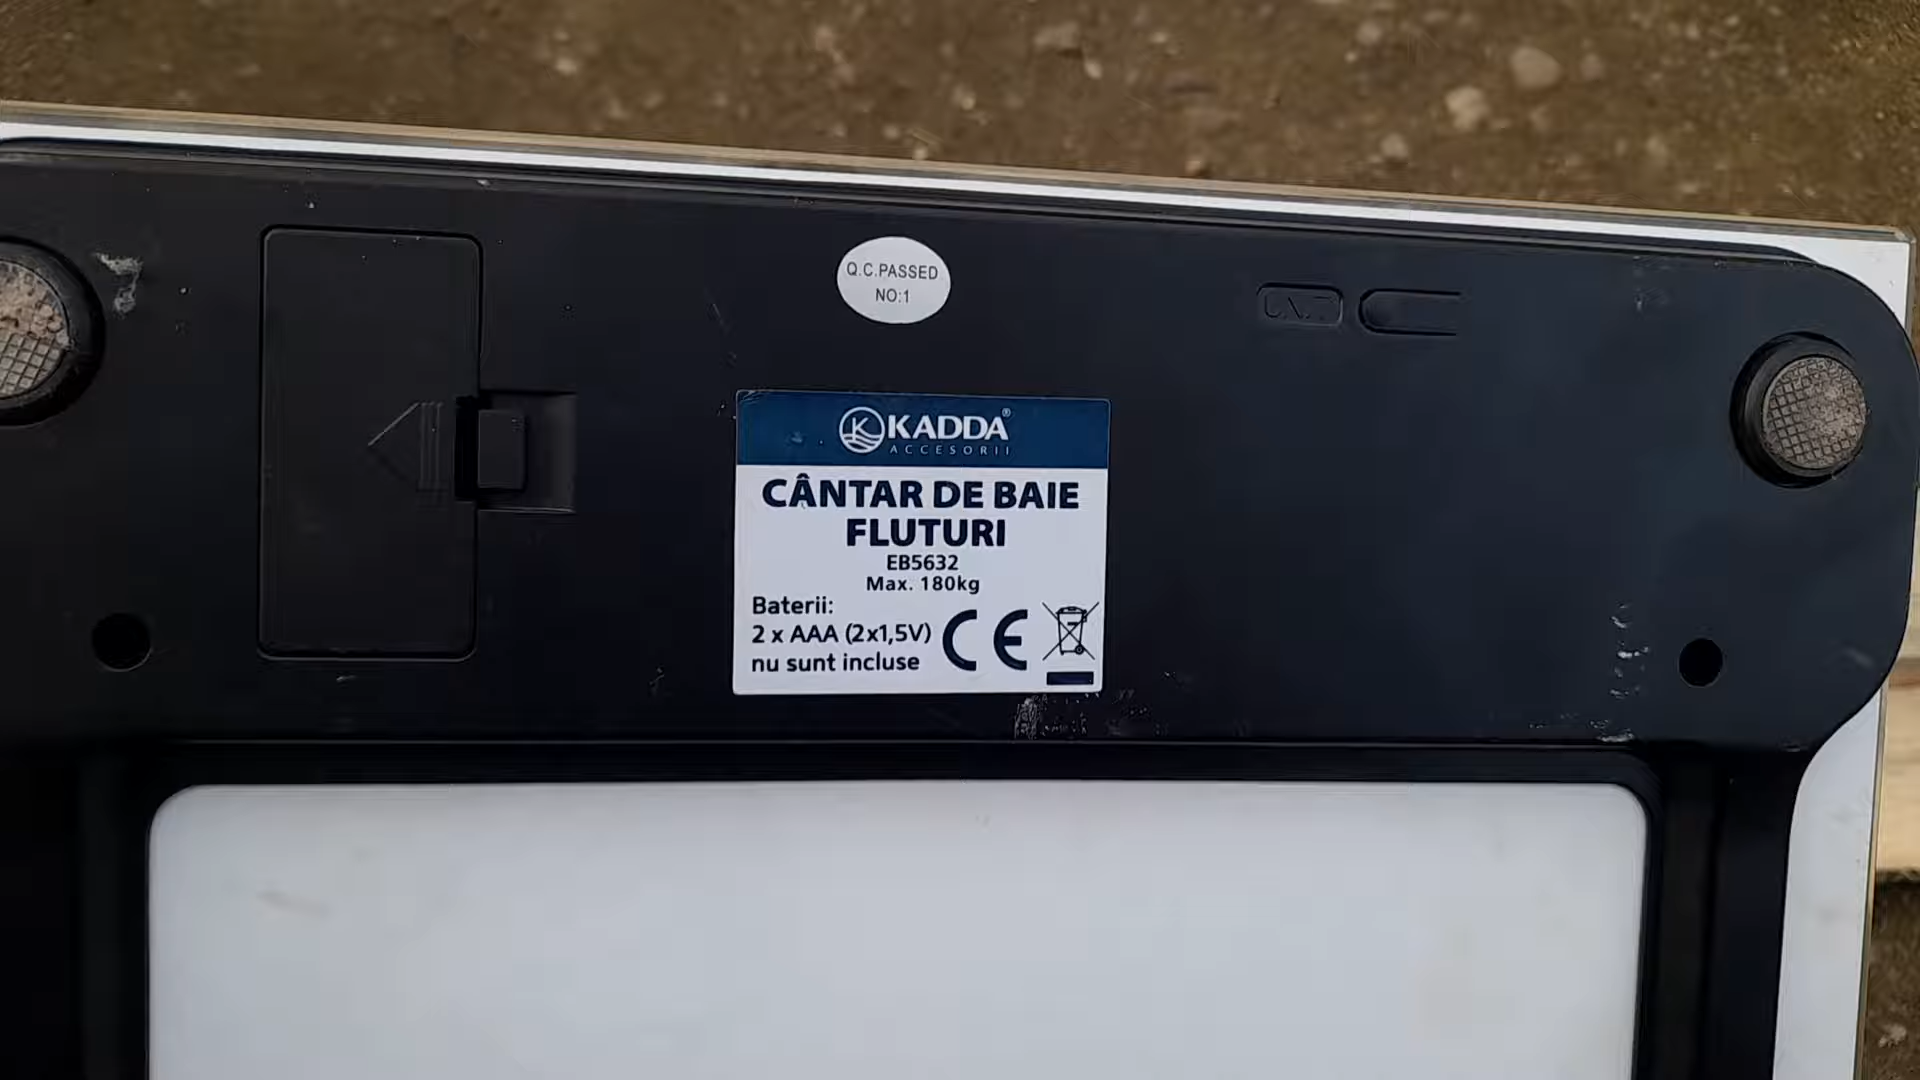 Q.C.PASSED
NO:1
KADDA®
ACCESORII
CÂNTAR DE BAIE
FLUTURI
EB5632
Max. 180kg
Baterii:
2 x AAA (2x1,5V)
nu sunt incluse
CE